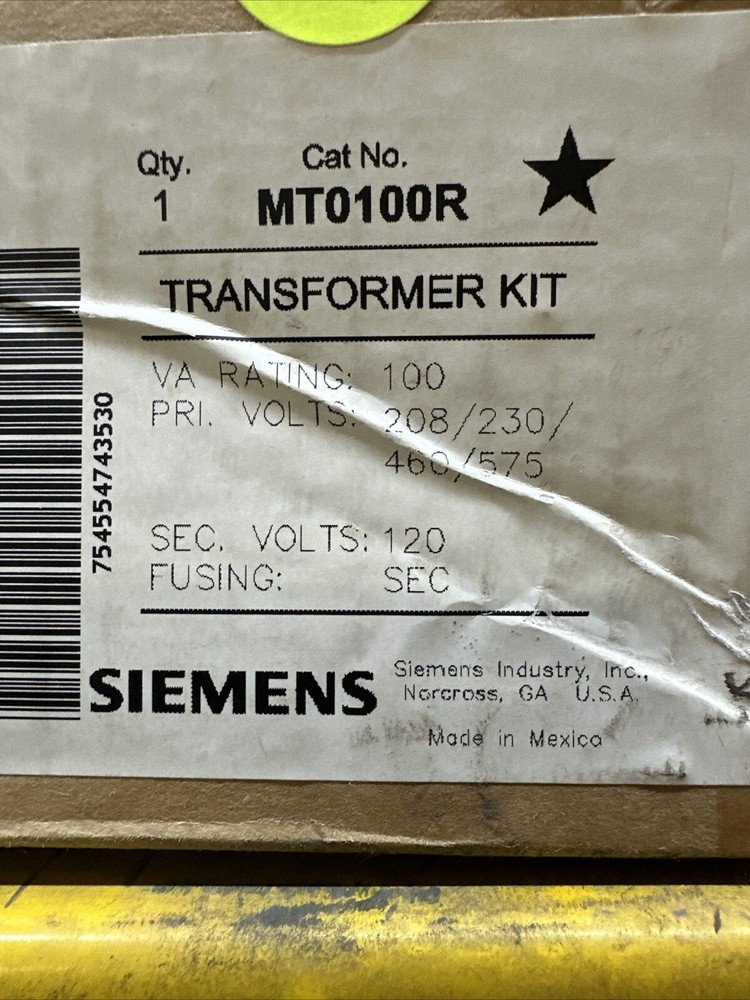 Qty.
Cat No.
1
MT0100R
TRANSFORMER KIT
VA RATING: 100
PRI. VOLTS: 208/230/
460/575
754554743530
SEC. VOLTS: 120
FUSING: SEC
SIEMENS
Siemens Industry, Inc.,
Norcross, GA U.S.A.
Made in Mexico